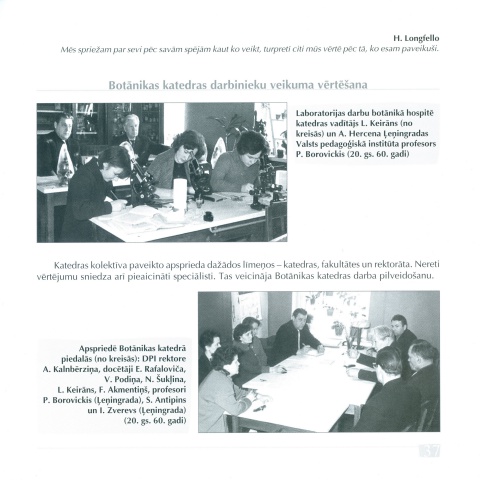 H. Longfello
Mēs spriežam par sevi pēc savām spējām kaut ko veikt, turpretī citi mūs vērtē pēc tā, ko esam paveikuši.
Botānikas katedras darbinieku veikuma vērtēšana
Laboratorijas darbu botānikā hospitē
katedras vadītājs L. Keirāns (no
kreisās) un A. Hercena Ļeņingradas
Valsts pedagoģiskā institūta profesors
P. Borovickis (20. gs. 60. gadi)
Katedras kolektīva paveikto apsprieda dažādos līmeņos – katedras, fakultātes un rektorāta. Nereti
vērtējumu sniedza arī pieaicināti speciālisti. Tas veicināja Botānikas katedras darba pilveidošanu.
Apspriedē Botānikas katedrā
piedalās (no kreisās): DPI rektore
A. Kalnbērziņa, docētāji E. Rafaloviča,
V. Podiņa, N. Šukļina,
L. Keirāns, F. Akmentiņš, profesori
P. Borovickis (Ļeņingrada), S. Antipins
un I. Zverevs (Ļeņingrada)
(20. gs. 60. gadi)
37